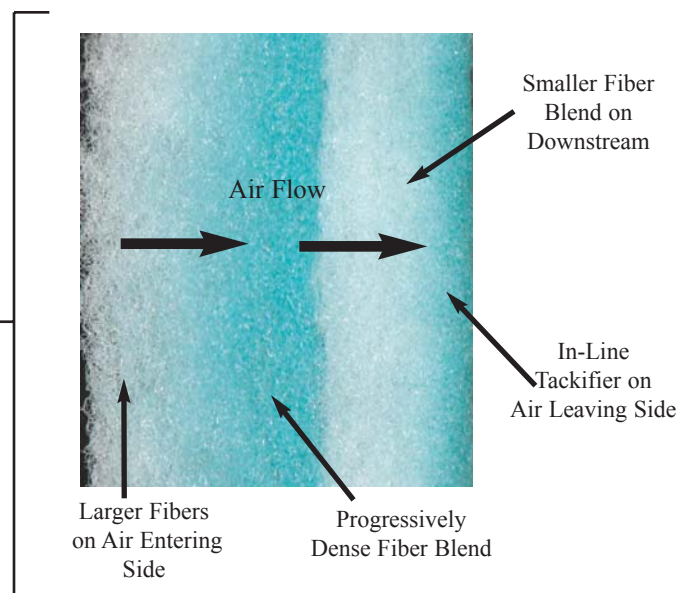 Smaller Fiber
Blend on
Downstream
Air Flow
In-Line
Tackifier on
Air Leaving Side
Larger Fibers
on Air Entering
Side
Progressively
Dense Fiber Blend